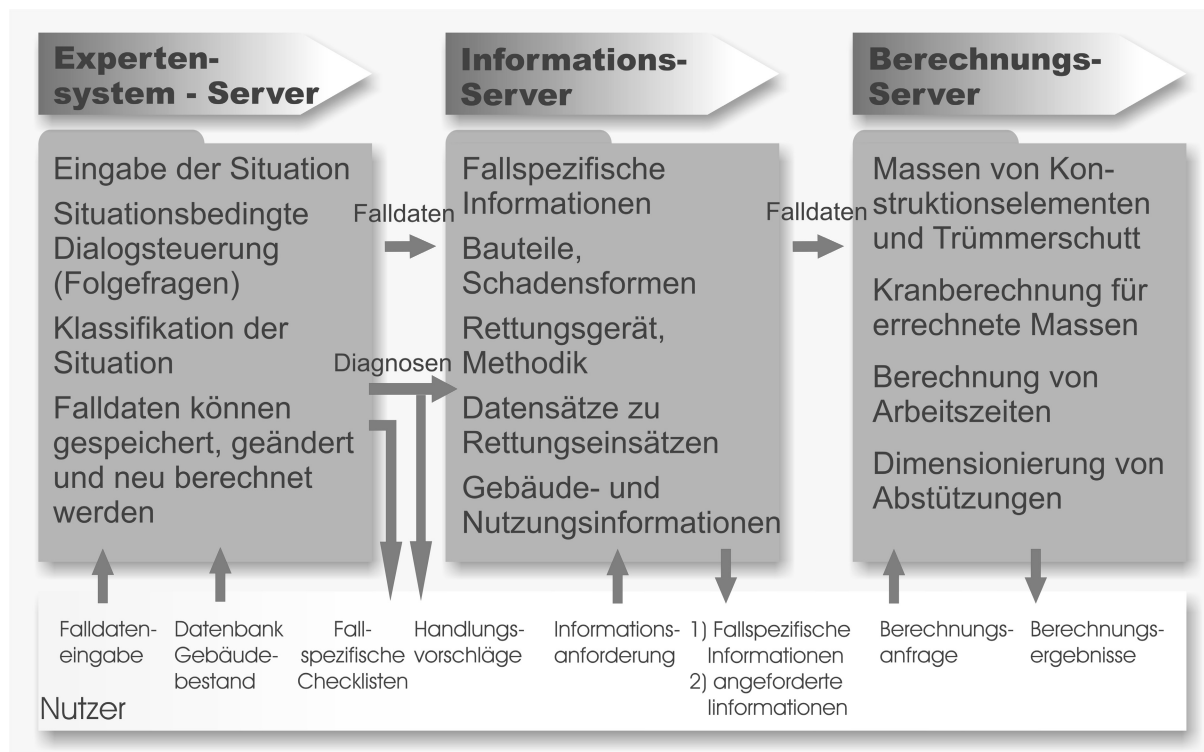 Experten-
system - Server
Eingabe der Situation
Situationsbedingte
Dialogsteuerung
(Folgefragen)
Klassifikation der
Situation
Falldaten können
gespeichert, geändert
und neu berechnet
werden
Falldaten
Diagnosen
Informations-
Server
Fallspezifische
Informationen
Bauteile,
Schadensformen
Rettungsgerät,
Methodik
Datensätze zu
Rettungseinsätzen
Gebäude- und
Nutzungsinformationen
Falldaten
Berechnungs-
Server
Massen von Kon-
struktionselementen
und Trümmerschutt
Kranberechnung für
errechnete Massen
Berechnung von
Arbeitszeiten
Dimensionierung von
Abstützungen
Falldaten-
eingabe
Datenbank
Gebäude-
bestand
Fall-
spezifische
Checklisten
Handlungs-
vorschläge
Informations-
anforderung
1) Fallspezifische
Informationen
2) angeforderte
Iinformationen
Berechnungs-
anfrage
Berechnungs-
ergebnisse
Nutzer